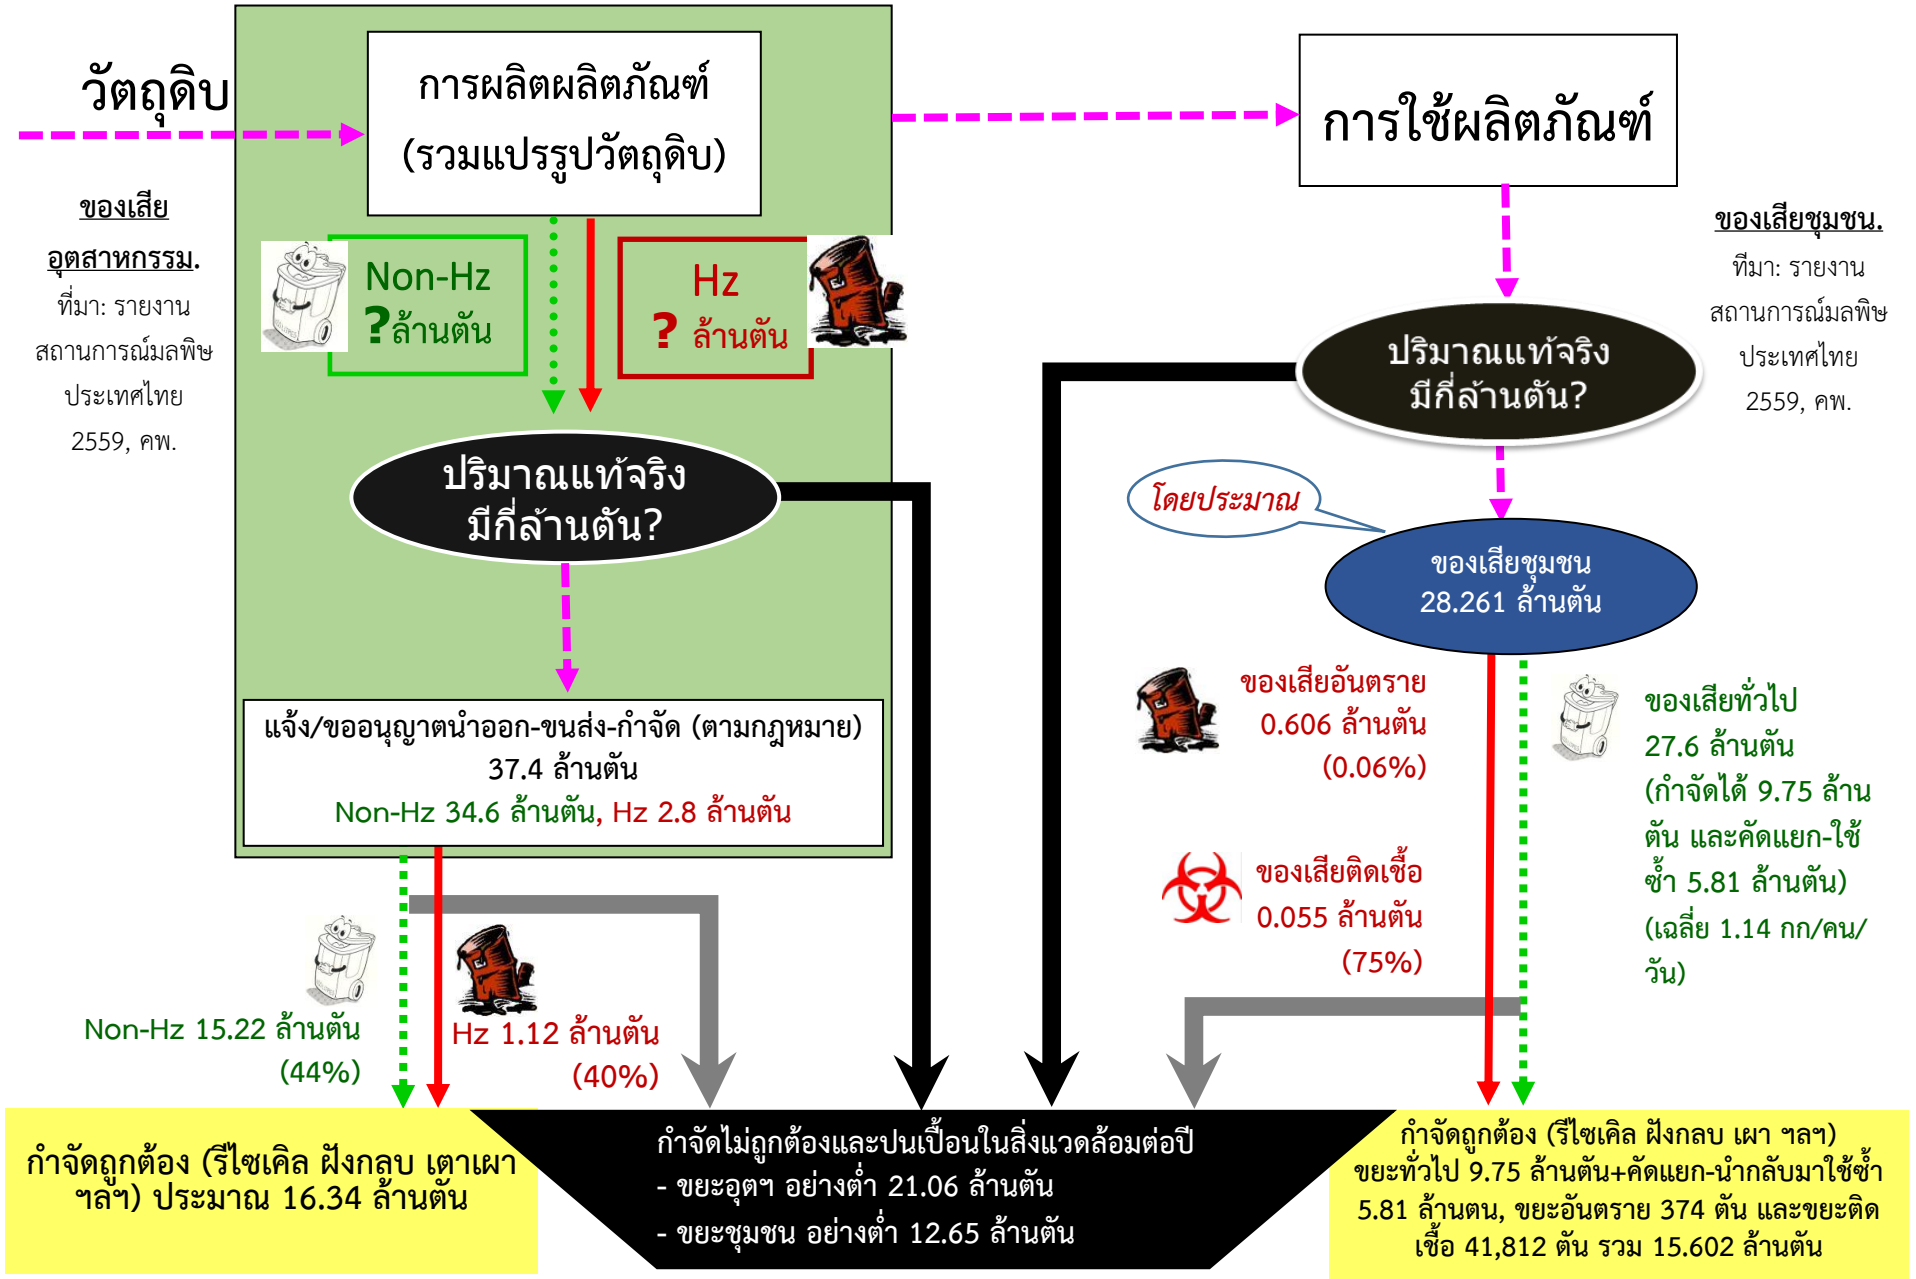 วัตถุดิบ
การผลิตผลิตภัณฑ์
(รวมแปรรูปวัตถุดิบ)
การใช้ผลิตภัณฑ์
ของเสีย
อุตสาหกรรม.
ที่มา: รายงาน
สถานการณ์มลพิษ
ประเทศไทย
2559, คพ.
Non-Hz
?ล้านตัน
Hz
? ล้านตัน
ของเสียชุมชน.
ทีมา: รายงาน
สถานการณ์มลพิษ
ประเทศไทย
2559, คพ.
ปริมาณแท้จริง
มีกี่ล้านตัน?
ปริมาณแท้จริง
มีกี่ล้านตัน?
โดยประมาณ
ของเสียชุมชน
28.261 ล้านตัน
แจ้ง/ขออนุญาตนำออก-ขนส่ง-กำจัด (ตามกฎหมาย)
37.4 ล้านตัน
Non-Hz 34.6 ล้านตัน, Hz 2.8 ล้านตัน
ของเสียอันตราย
0.606 ล้านตัน
(0.06%)
ของเสียติดเชื้อ
0.055 ล้านตัน
(75%)
ของเสียทั่วไป
27.6 ล้านตัน
(กำจัดได้ 9.75 ล้าน
ตัน และคัดแยก-ใช้
ซ้ำ 5.81 ล้านตัน)
(เฉลี่ย 1.14 กก/คน/
วัน)
Non-Hz 15.22 ล้านตัน
(44%)
Hz 1.12 ล้านตัน
(40%)
กำจัดถูกต้อง (รีไซเคิล ฝังกลบ เตาเผา
ฯลฯ) ประมาณ 16.34 ล้านตัน
กำจัดไม่ถูกต้องและปนเปื้อนในสิ่งแวดล้อมต่อปี
- ขยะอุตฯ อย่างต่ำ 21.06 ล้านตัน
- ขยะชุมชน อย่างต่ำ 12.65 ล้านตัน
กำจัดถูกต้อง (รีไซเคิล ฝังกลบ เผา ฯลฯ)
ขยะทั่วไป 9.75 ล้านตัน+คัดแยก-นำกลับมาใช้ซ้ำ
5.81 ล้านตน, ขยะอันตราย 374 ตัน และขยะติด
เชื้อ 41,812 ตัน รวม 15.602 ล้านตัน